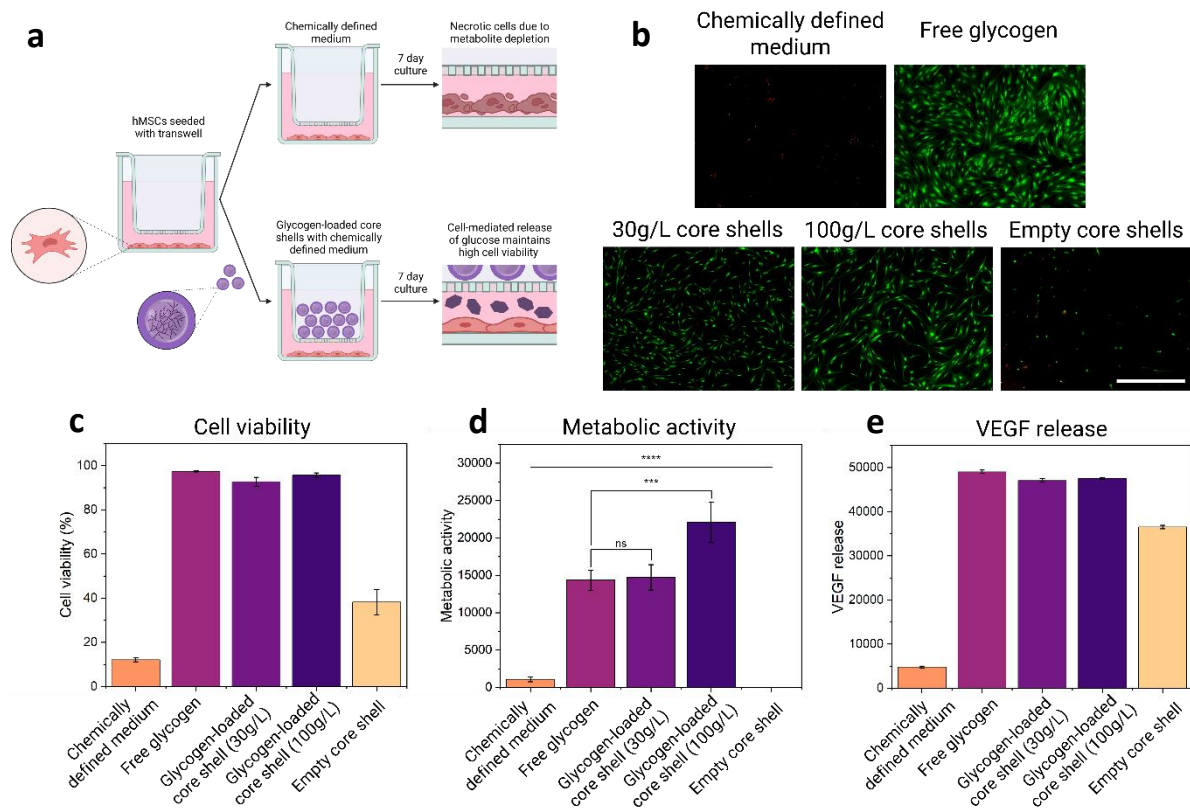 a
Chemically defined
medium
7 day
culture
Necrotic cells due to
metabolite depletion
hMSCs seeded
with transwell
Glycogen-loaded core
shells with chemically
defined medium
7 day
culture
Cell-mediated release
of glucose maintains
high cell viability
b
Chemically defined
medium
Free glycogen
30g/L core shells
100g/L core shells
Empty core shells
c
Cell viability
Cell viability (%)
100
80
60
40
20
0
Chemically
defined medium
Free glycogen
Glycogen-loaded
core shell (30g/L)
Glycogen-loaded
core shell (100g/L)
Empty core shell
d
Metabolic activity
Metabolic activity
30000
25000
20000
15000
10000
5000
0
****
***
ns
Chemically
defined medium
Free glycogen
Glycogen-loaded
core shell (30g/L)
Glycogen-loaded
core shell (100g/L)
Empty core shell
e
VEGF release
VEGF release
50000
40000
30000
20000
10000
0
Chemically
defined medium
Free glycogen
Glycogen-loaded
core shell (30g/L)
Glycogen-loaded
core shell (100g/L)
Empty core shell